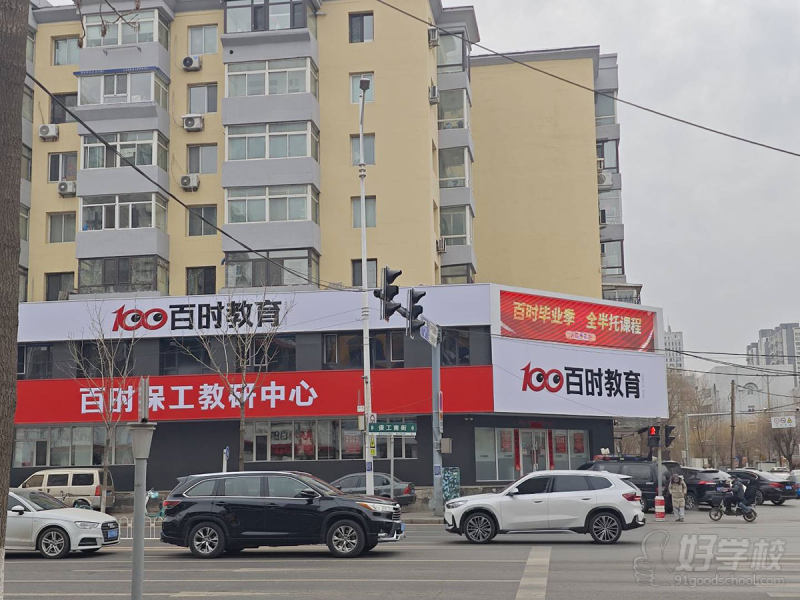 100百时教育
百时毕业季 全半托课程
100百时教育
百时保工教研中心
保工南街
好学校
91goodschool.com